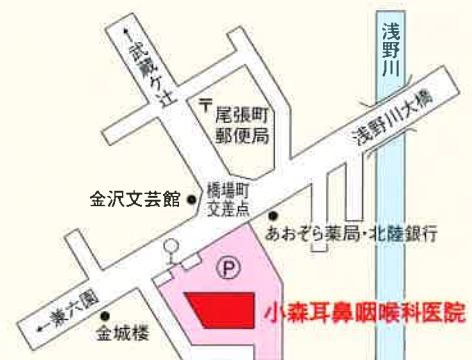 浅野川
←武蔵ケ辻
〒
尾張町
郵便局
浅野川大橋
金沢文芸館
橋場町
交差点
あおぞら薬局・北陸銀行
P
←兼六園
金城楼
小森耳鼻咽喉科医院